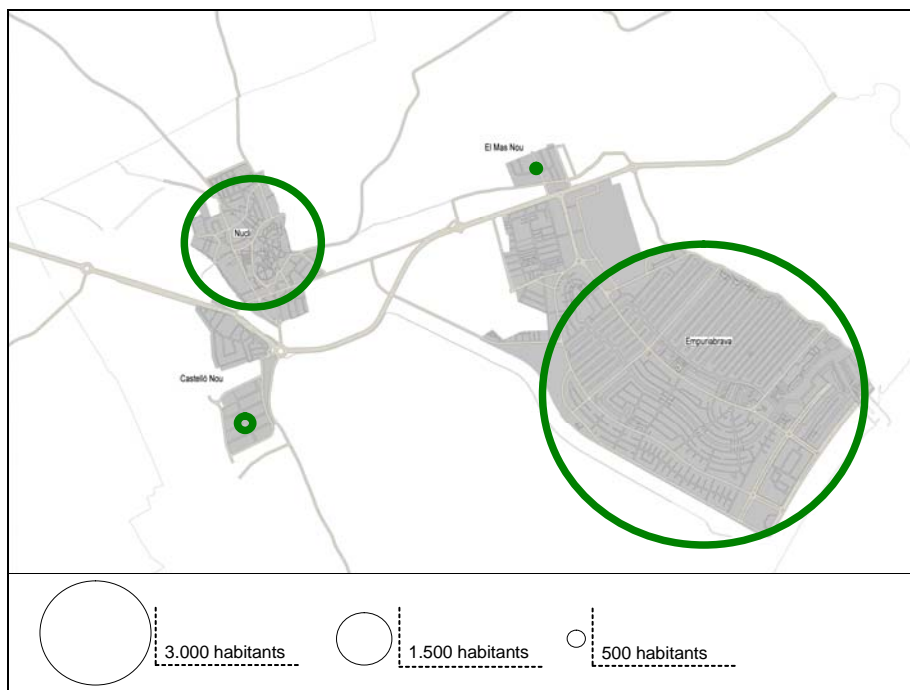 El Mas Nou
Nucli
Empuriabrava
Castelló Nou
3.000 habitants
1.500 habitants
500 habitants